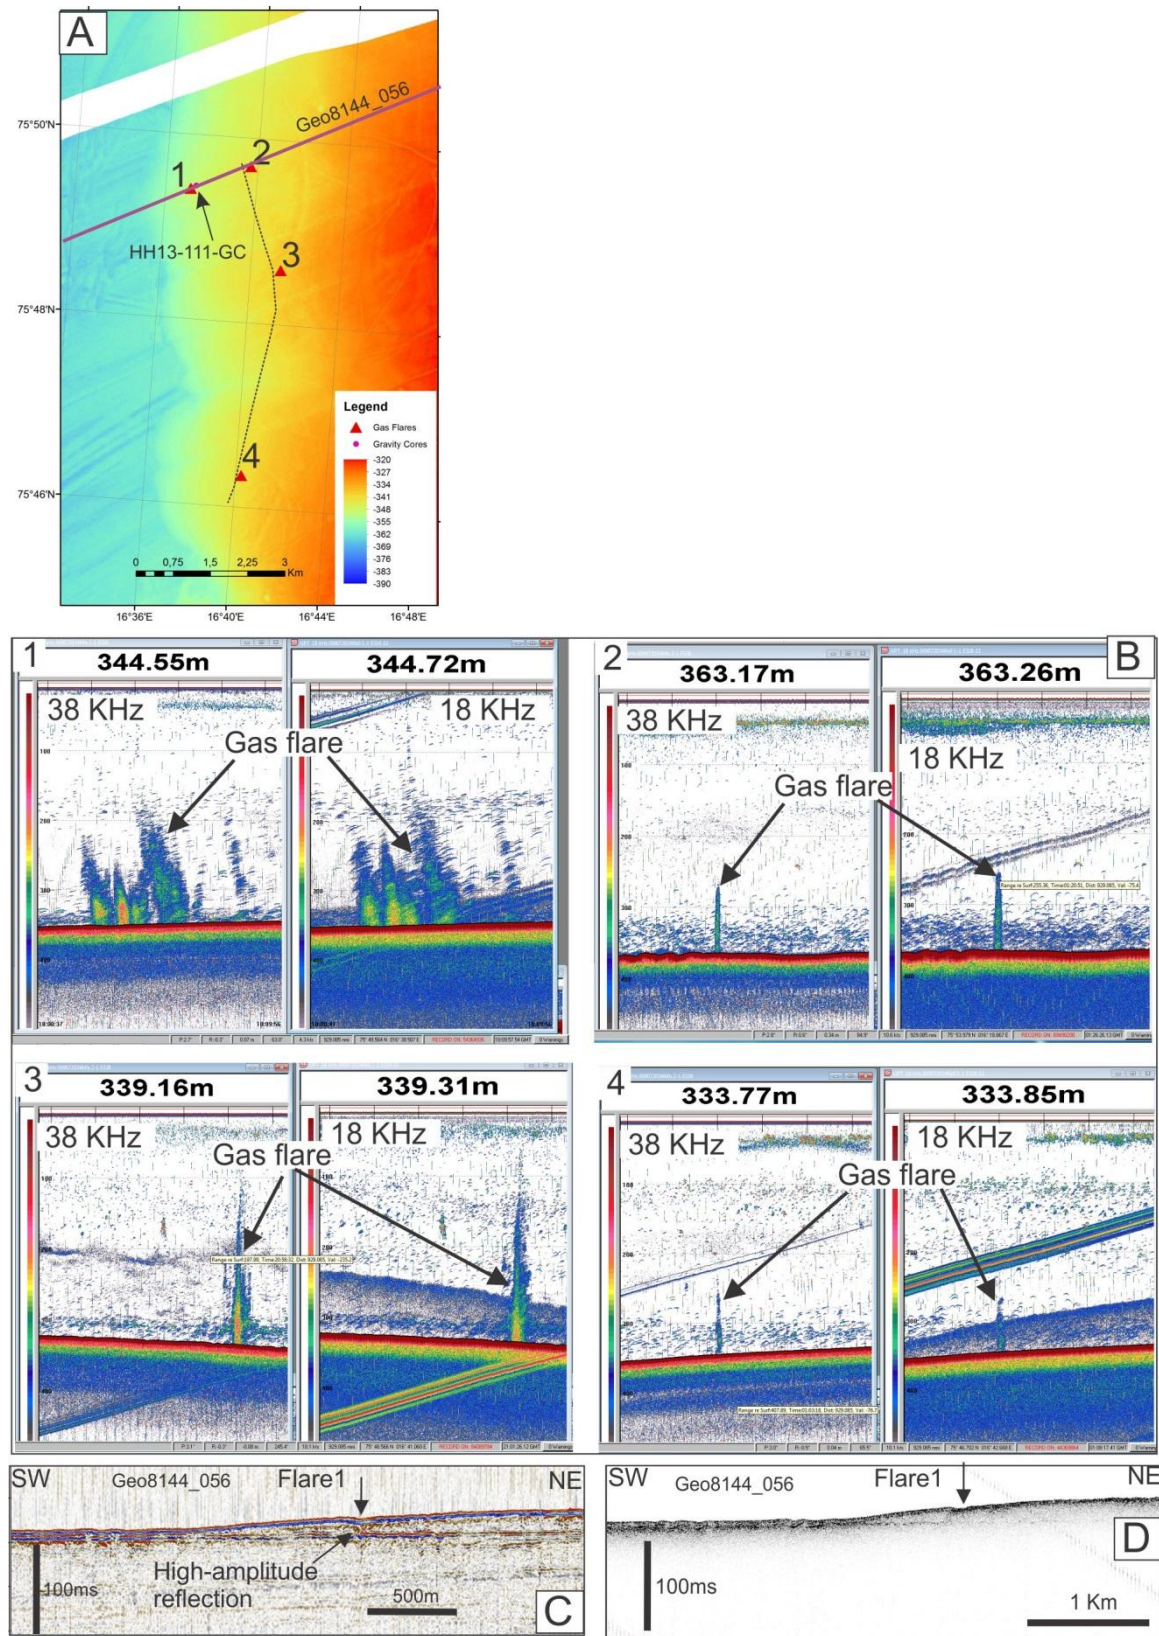 A
75°50'N
75°48'N
75°46'N
Geo8144_056
1
2
HH13-111-GC
3
4
Legend
Gas Flares
Gravity Cores
-320
-327
-334
-341
-348
-355
-362
-369
-376
-383
-390
0 0,75 1,5 2,25 3
Km
16°36'E 16°40'E 16°44'E 16°48'E
1
344.55m 344.72m
38 KHz 18 KHz
Gas flare
100
200
300
400
2
363.17m 363.26m
B
38 KHz
18 KHz
Gas flare
3
339.16m 339.31m
38 KHz 18 KHz
Gas flare
4
333.77m 333.85m
38 KHz 18 KHz
Gas flare
SW Geo8144_056 Flare1 NE
High-amplitude
reflection
100ms
500m
C
SW Geo8144_056 Flare1 NE
D
100ms
1 Km